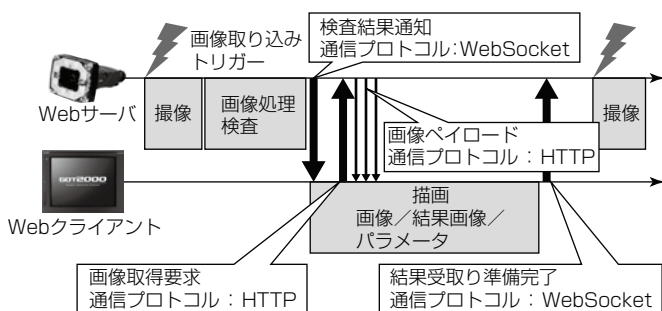 画像取り込み
トリガー
検査結果通知
通信プロトコル：WebSocket
Webサーバ
撮像
画像処理
検査
画像ペイロード
通信プロトコル ： HTTP
撮像
GOT2000
Webクライアント
描画
画像／結果画像／
パラメータ
画像取得要求
通信プロトコル ： HTTP
結果受取り準備完了
通信プロトコル ： WebSocket